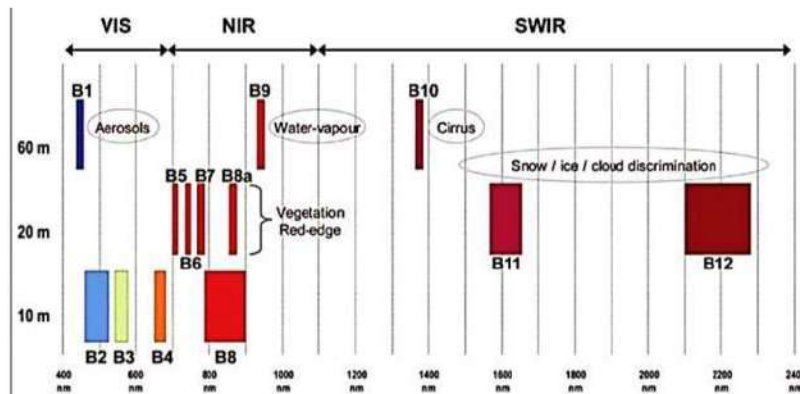 VIS NIR SWIR
B1 B9 B10
Aerosols Water-vapour Cirrus
60 m
Snow / ice / cloud discrimination
B5 B7 B8a
Vegetation
Red-edge
20 m
B6 B11 B12
10 m
B2 B3 B4 B8
400 600 800 1000 1200 1400 1600 1800 2000 2200 240
nm nm nm nm nm nm nm nm nm nm nm